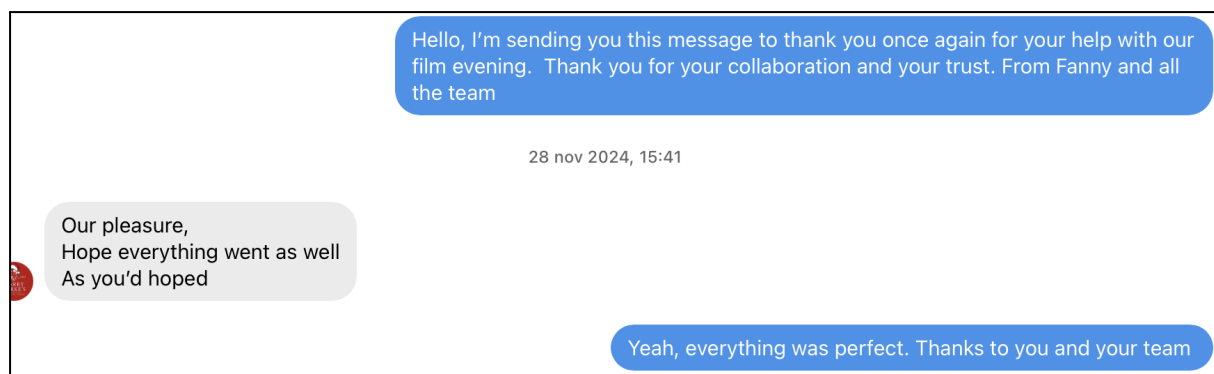 Hello, I'm sending you this message to thank you once again for your help with our
film evening.  Thank you for your collaboration and your trust. From Fanny and all
the team
28 nov 2024, 15:41
Our pleasure,
Hope everything went as well
As you'd hoped
Yeah, everything was perfect. Thanks to you and your team